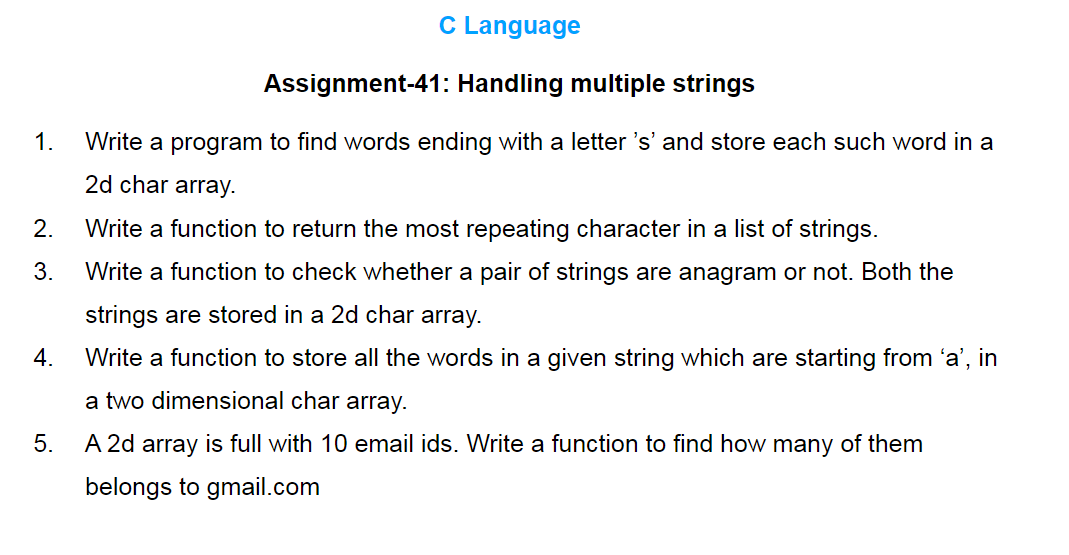 C Language
Assignment-41: Handling multiple strings
1. Write a program to find words ending with a letter ’s’ and store each such word in a
2d char array.
2. Write a function to return the most repeating character in a list of strings.
3. Write a function to check whether a pair of strings are anagram or not. Both the
strings are stored in a 2d char array.
4. Write a function to store all the words in a given string which are starting from ‘a’, in
a two dimensional char array.
5. A 2d array is full with 10 email ids. Write a function to find how many of them
belongs to gmail.com